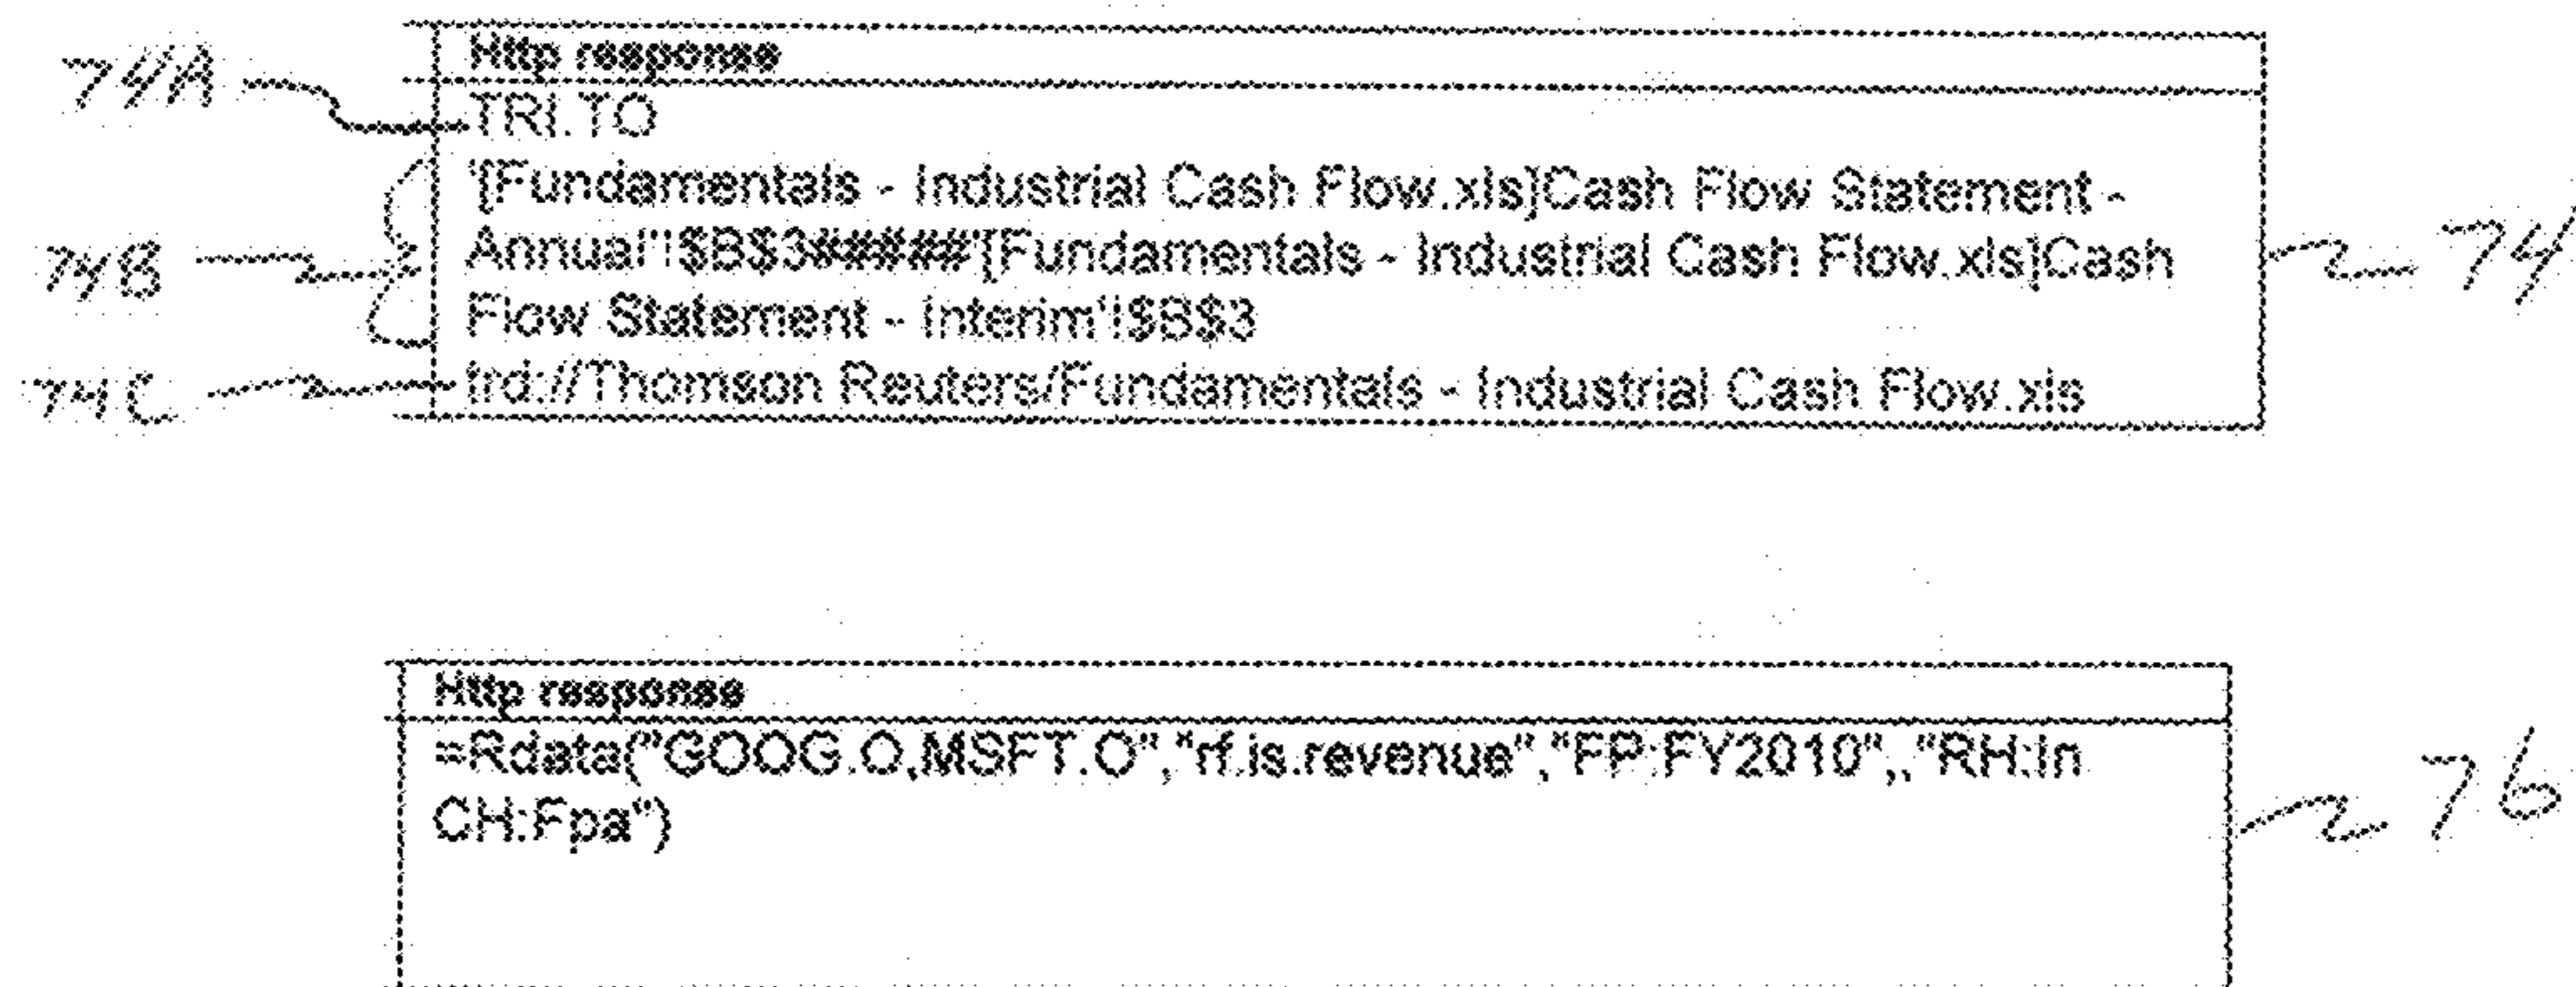 Http response
74A
TRI.TO
'[Fundamentals - Industrial Cash Flow.xls]Cash Flow Statement -
Annual'!$B$3#####'[Fundamentals - Industrial Cash
Flow.xls]Cash
74B
Flow Statement - Interim'!$B$3
74
74C
trd://Thomson Reuters/Fundamentals - Industrial Cash Flow.xls
Http response
=Rdata("GOOG.O,MSFT.O","rf.is.revenue","FP:FY2010",,"RH:In
CH:Fpa")
76